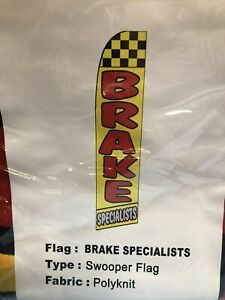 BRAKE
SPECIALISTS
Flag : BRAKE SPECIALISTS
Type : Swooper Flag
Fabric : Polyknit